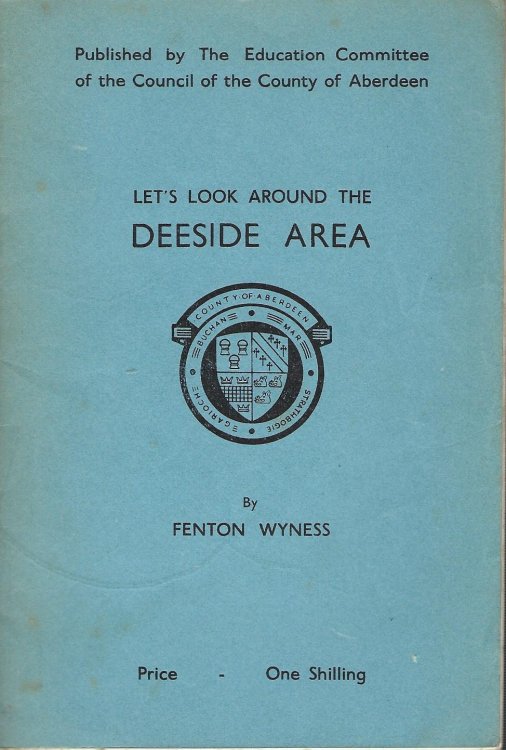 Published by The Education Committee
of the Council of the County of Aberdeen
LET'S LOOK AROUND THE
DEESIDE AREA
COUNTY·OF·ABERDEEN
BUCHAN
MAR
GARIOCH
STRATHBOGIE
By
FENTON WYNESS
Price - One Shilling